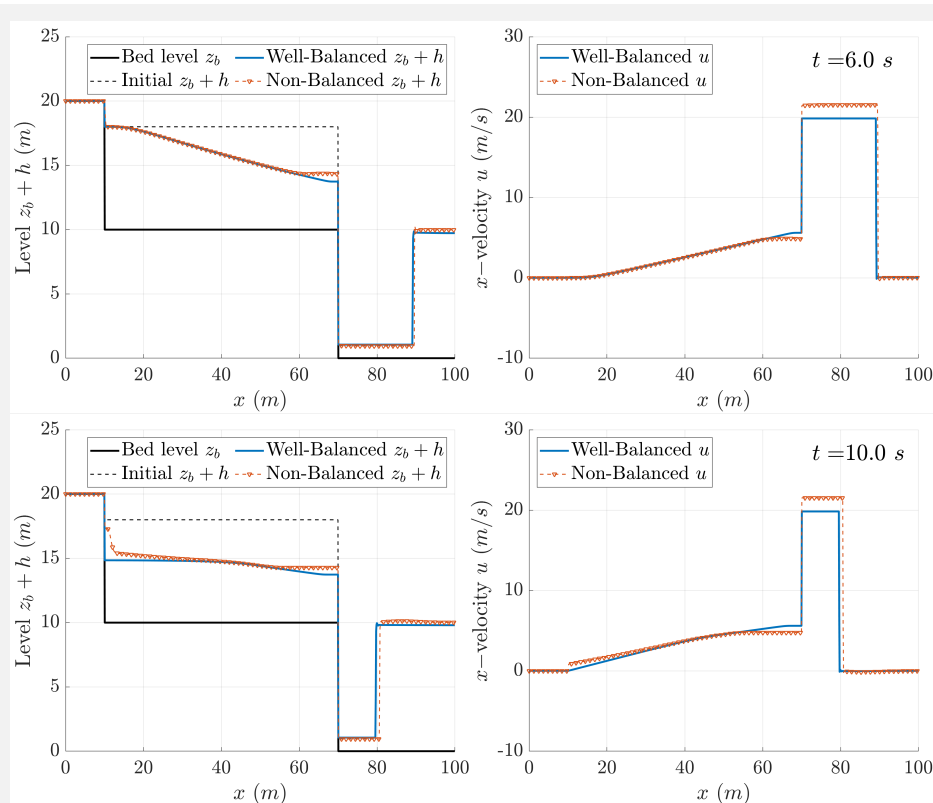 25
20
15
10
5
0
0 20 40 60 80 100
Level z_b + h (m)
x (m)
Bed level z_b
Well-Balanced z_b + h
Initial z_b + h
Non-Balanced z_b + h
30
20
10
0
-10
0 20 40 60 80 100
x−velocity u (m/s)
x (m)
Well-Balanced u
Non-Balanced u
t =6.0 s
25
20
15
10
5
0
0 20 40 60 80 100
Level z_b + h (m)
x (m)
Bed level z_b
Well-Balanced z_b + h
Initial z_b + h
Non-Balanced z_b + h
30
20
10
0
-10
0 20 40 60 80 100
x−velocity u (m/s)
x (m)
Well-Balanced u
Non-Balanced u
t =10.0 s